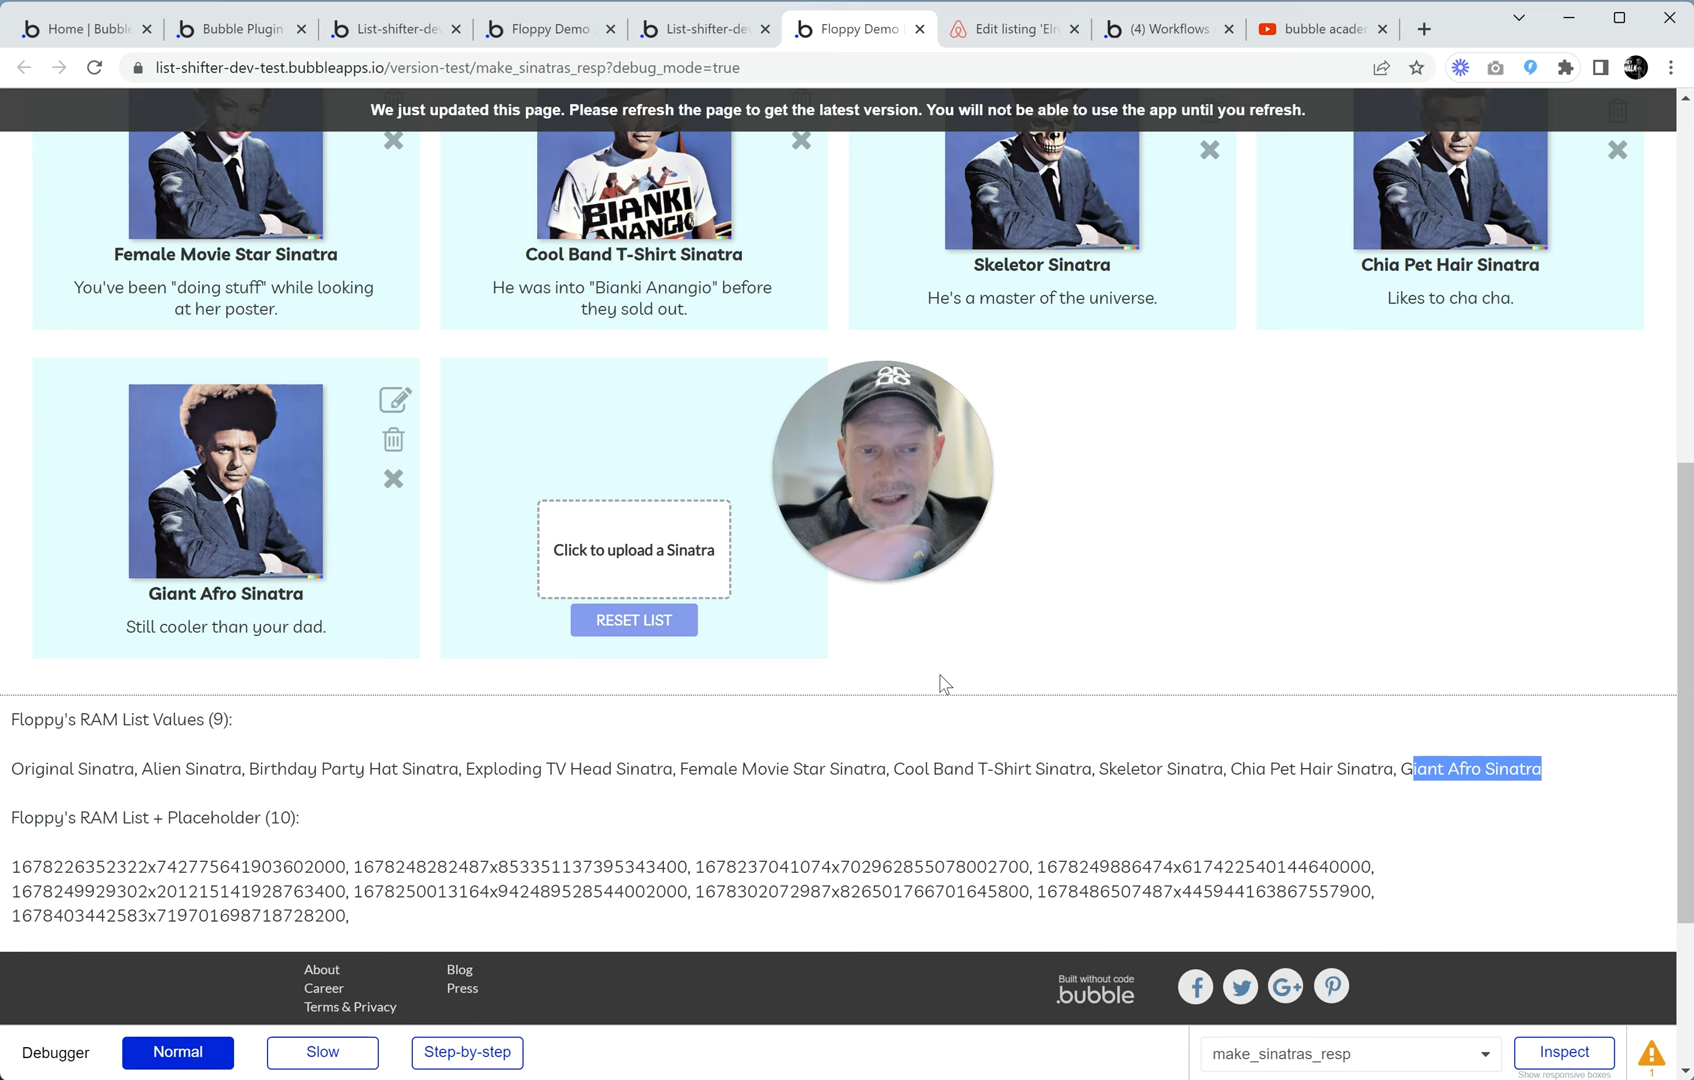 Home | Bubble
Bubble Plugin
List-shifter-dev
Floppy Demo
List-shifter-dev
Floppy Demo
Edit listing 'Elr
(4) Workflows
bubble acader
list-shifter-dev-test.bubbleapps.io/version-test/make_sinatras_resp?debug_mode=true
We just updated this page. Please refresh the page to get the latest version. You will not be able to use the app until you refresh.
BIANKI
ANANGIO
Female Movie Star Sinatra
You've been "doing stuff" while looking
at her poster.
Cool Band T-Shirt Sinatra
He was into "Bianki Anangio" before
they sold out.
Skeletor Sinatra
He's a master of the universe.
Chia Pet Hair Sinatra
Likes to cha cha.
Giant Afro Sinatra
Still cooler than your dad.
Click to upload a Sinatra
RESET LIST
Floppy's RAM List Values (9):
Original Sinatra, Alien Sinatra, Birthday Party Hat Sinatra, Exploding TV Head Sinatra, Female Movie Star Sinatra, Cool Band T-Shirt Sinatra, Skeletor Sinatra, Chia Pet Hair Sinatra, Giant Afro Sinatra
Floppy's RAM List + Placeholder (10):
1678226352322x742775641903602000, 1678248282487x853351137395343400, 1678237041074x702962855078002700, 1678249886474x617422540144640000,
1678249929302x201215141928763400, 1678250013164x942489528544002000, 1678302072987x826501766701645800, 1678486507487x445944163867557900,
1678403442583x719701698718728200,
About
Career
Terms & Privacy
Blog
Press
Built without code
.bubble
Debugger
Normal
Slow
Step-by-step
make_sinatras_resp
Inspect
Show responsive boxes
1